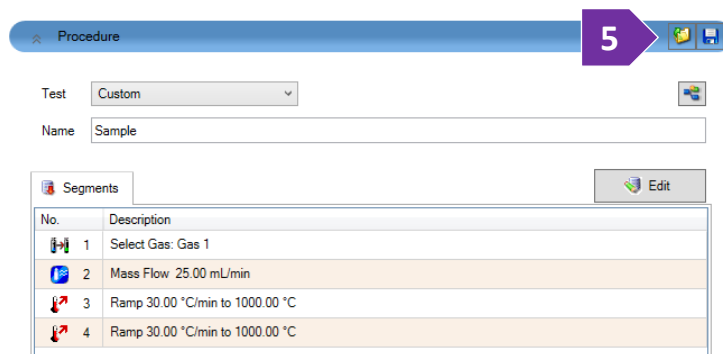 Procedure
5
Test Custom
Name Sample
Segments
Edit
No. Description
1 Select Gas: Gas 1
2 Mass Flow 25.00 mL/min
3 Ramp 30.00 °C/min to 1000.00 °C
4 Ramp 30.00 °C/min to 1000.00 °C